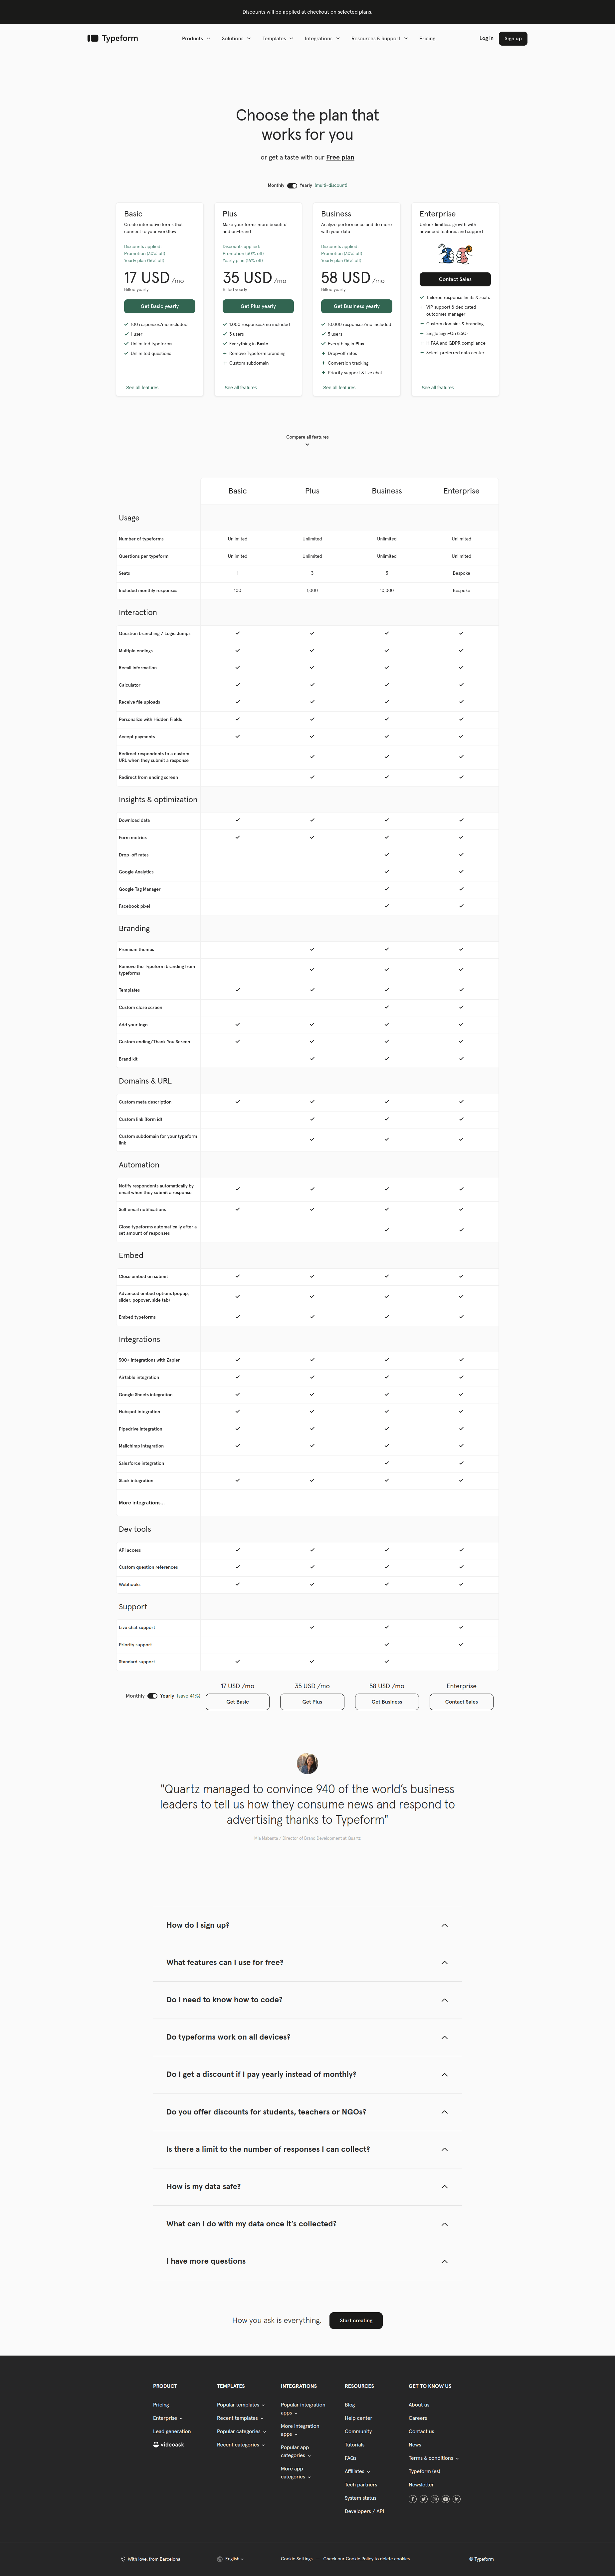 Discounts will be applied at checkout on selected plans.
Typeform
Products
Solutions
Templates
Integrations
Resources & Support
Pricing
Log in
Sign up
Choose the plan that
works for you
or get a taste with our Free plan
Monthly Yearly (multi-discount)
Basic
Create interactive forms that
connect to your workflow
Discounts applied:
Promotion (30% off)
Yearly plan (16% off)
17 USD /mo
Billed yearly
Get Basic yearly
100 responses/mo included
1 user
Unlimited typeforms
Unlimited questions
See all features
Plus
Make your forms more beautiful
and on-brand
Discounts applied:
Promotion (30% off)
Yearly plan (16% off)
35 USD /mo
Billed yearly
Get Plus yearly
1,000 responses/mo included
3 users
Everything in Basic
Remove Typeform branding
Custom subdomain
See all features
Business
Analyze performance and do more
with your data
Discounts applied:
Promotion (30% off)
Yearly plan (16% off)
58 USD /mo
Billed yearly
Get Business yearly
10,000 responses/mo included
5 users
Everything in Plus
Drop-off rates
Conversion tracking
Priority support & live chat
See all features
Enterprise
Unlock limitless growth with
advanced features and support
Contact Sales
Tailored response limits & seats
VIP support & dedicated
outcomes manager
Custom domains & branding
Single Sign-On (SSO)
HIPAA and GDPR compliance
Select preferred data center
See all features
Compare all features
Basic Plus Business Enterprise
Usage
Number of typeforms Unlimited Unlimited Unlimited Unlimited
Questions per typeform Unlimited Unlimited Unlimited Unlimited
Seats 1 3 5 Bespoke
Included monthly responses 100 1,000 10,000 Bespoke
Interaction
Question branching / Logic Jumps
Multiple endings
Recall information
Calculator
Receive file uploads
Personalize with Hidden Fields
Accept payments
Redirect respondents to a custom
URL when they submit a response
Redirect from ending screen
Insights & optimization
Download data
Form metrics
Drop-off rates
Google Analytics
Google Tag Manager
Facebook pixel
Branding
Premium themes
Remove the Typeform branding from
typeforms
Templates
Custom close screen
Add your logo
Custom ending/Thank You Screen
Brand kit
Domains & URL
Custom meta description
Custom link (form id)
Custom subdomain for your typeform
link
Automation
Notify respondents automatically by
email when they submit a response
Self email notifications
Close typeforms automatically after a
set amount of responses
Embed
Close embed on submit
Advanced embed options (popup,
slider, popover, side tab)
Embed typeforms
Integrations
500+ integrations with Zapier
Airtable integration
Google Sheets integration
Hubspot integration
Pipedrive integration
Mailchimp integration
Salesforce integration
Slack integration
More integrations...
Dev tools
API access
Custom question references
Webhooks
Support
Live chat support
Priority support
Standard support
Monthly Yearly (save 41%)
17 USD /mo 35 USD /mo 58 USD /mo Enterprise
Get Basic Get Plus Get Business Contact Sales
"Quartz managed to convince 940 of the world’s business
leaders to tell us how they consume news and respond to
advertising thanks to Typeform"
Mia Mabanta / Director of Brand Development at Quartz
How do I sign up?
What features can I use for free?
Do I need to know how to code?
Do typeforms work on all devices?
Do I get a discount if I pay yearly instead of monthly?
Do you offer discounts for students, teachers or NGOs?
Is there a limit to the number of responses I can collect?
How is my data safe?
What can I do with my data once it’s collected?
I have more questions
How you ask is everything. Start creating
PRODUCT
Pricing
Enterprise
Lead generation
videoask
TEMPLATES
Popular templates
Recent templates
Popular categories
Recent categories
INTEGRATIONS
Popular integration
apps
More integration
apps
Popular app
categories
More app
categories
RESOURCES
Blog
Help center
Community
Tutorials
FAQs
Affiliates
Tech partners
System status
Developers / API
GET TO KNOW US
About us
Careers
Contact us
News
Terms & conditions
Typeform (es)
Newsletter
With love, from Barcelona
English
Cookie Settings — Check our Cookie Policy to delete cookies
© Typeform